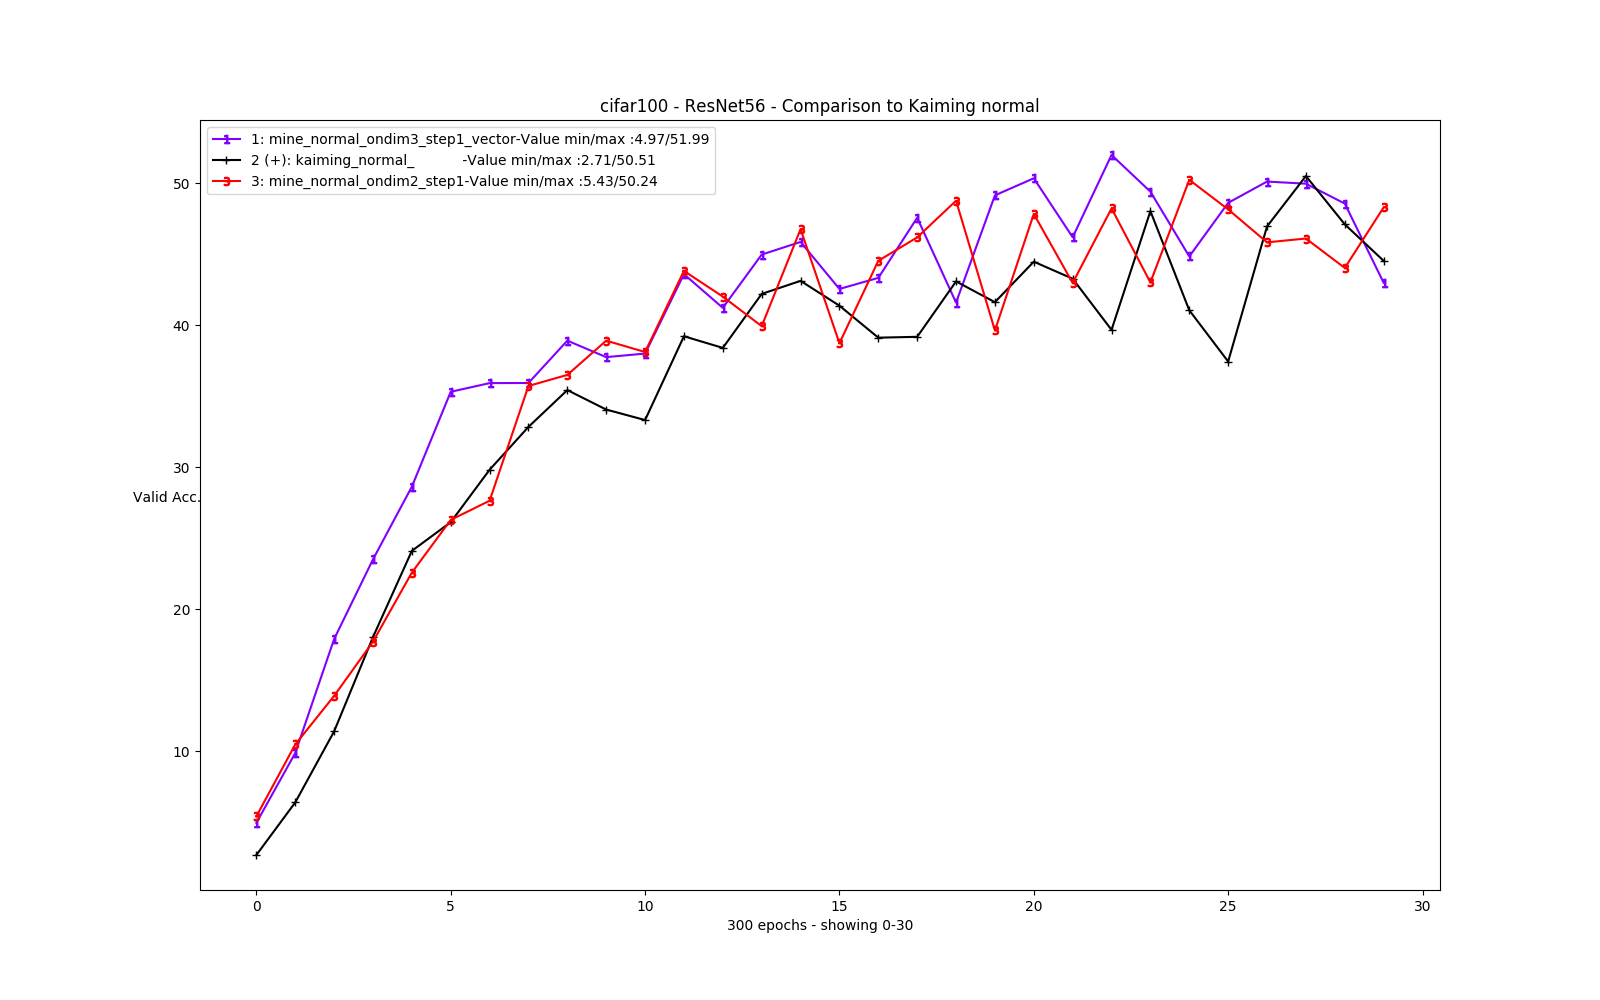 cifar100 - ResNet56 - Comparison to Kaiming normal
1: mine_normal_ondim3_step1_vector-Value min/max :4.97/51.99
2 (+): kaiming_normal_ -Value min/max :2.71/50.51
3: mine_normal_ondim2_step1-Value min/max :5.43/50.24
50
40
30
Valid Acc.
20
10
0 5 10 15 20 25 30
300 epochs - showing 0-30